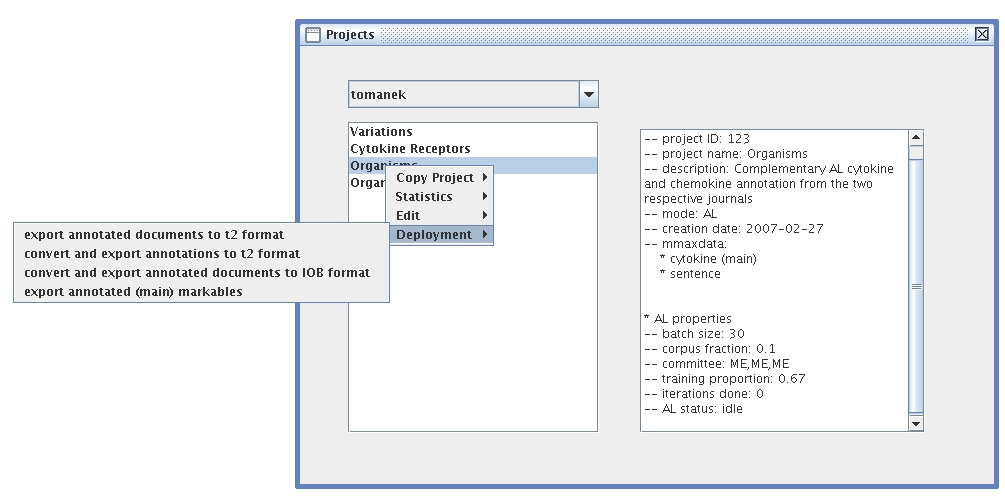 Projects
tomanek
Variations
Cytokine Receptors
Organisms
Organ
Copy Project
Statistics
Edit
Deployment
export annotated documents to t2 format
convert and export annotations to t2 format
convert and export annotated documents to IOB format
export annotated (main) markables
-- project ID: 123
-- project name: Organisms
-- description: Complementary AL cytokine
and chemokine annotation from the two
respective journals
-- mode: AL
-- creation date: 2007-02-27
-- mmaxdata:
* cytokine (main)
* sentence
* AL properties
-- batch size: 30
-- corpus fraction: 0.1
-- committee: ME,ME,ME
-- training proportion: 0.67
-- iterations done: 0
-- AL status: idle